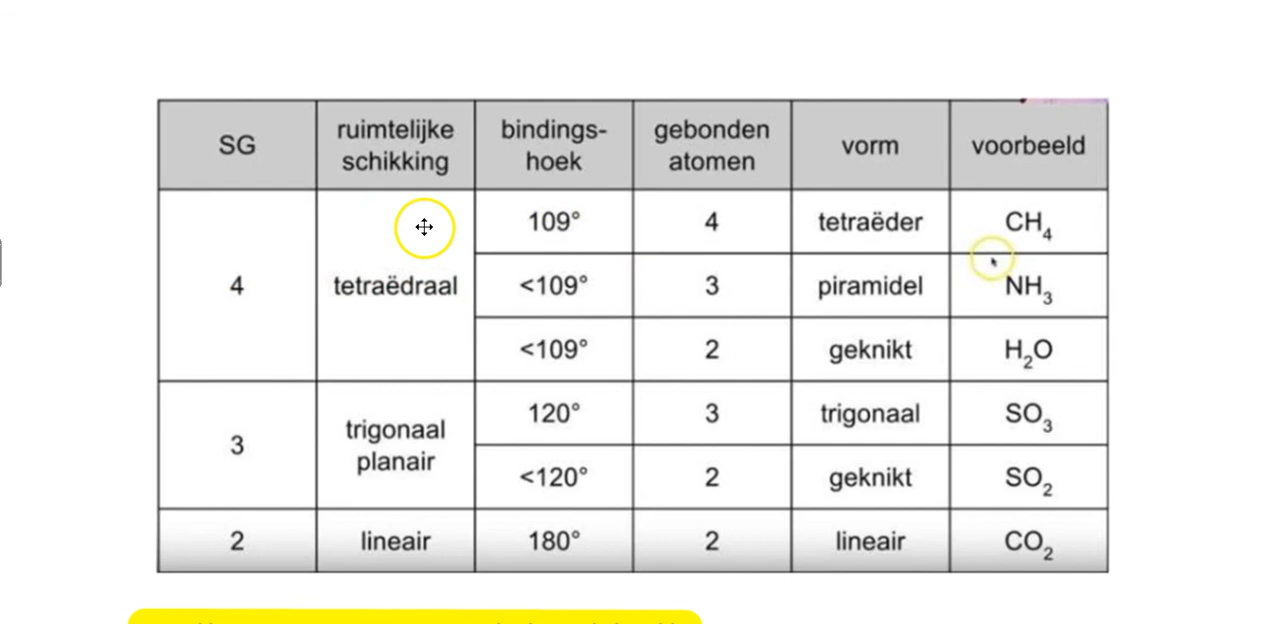 SG ruimtelijke schikking bindings-hoek gebonden atomen vorm voorbeeld
4 tetraëdraal 109° 4 tetraëder CH₄
<109° 3 piramidel NH₃
<109° 2 geknikt H₂O
3 trigonaal planair 120° 3 trigonaal SO₃
<120° 2 geknikt SO₂
2 lineair 180° 2 lineair CO₂